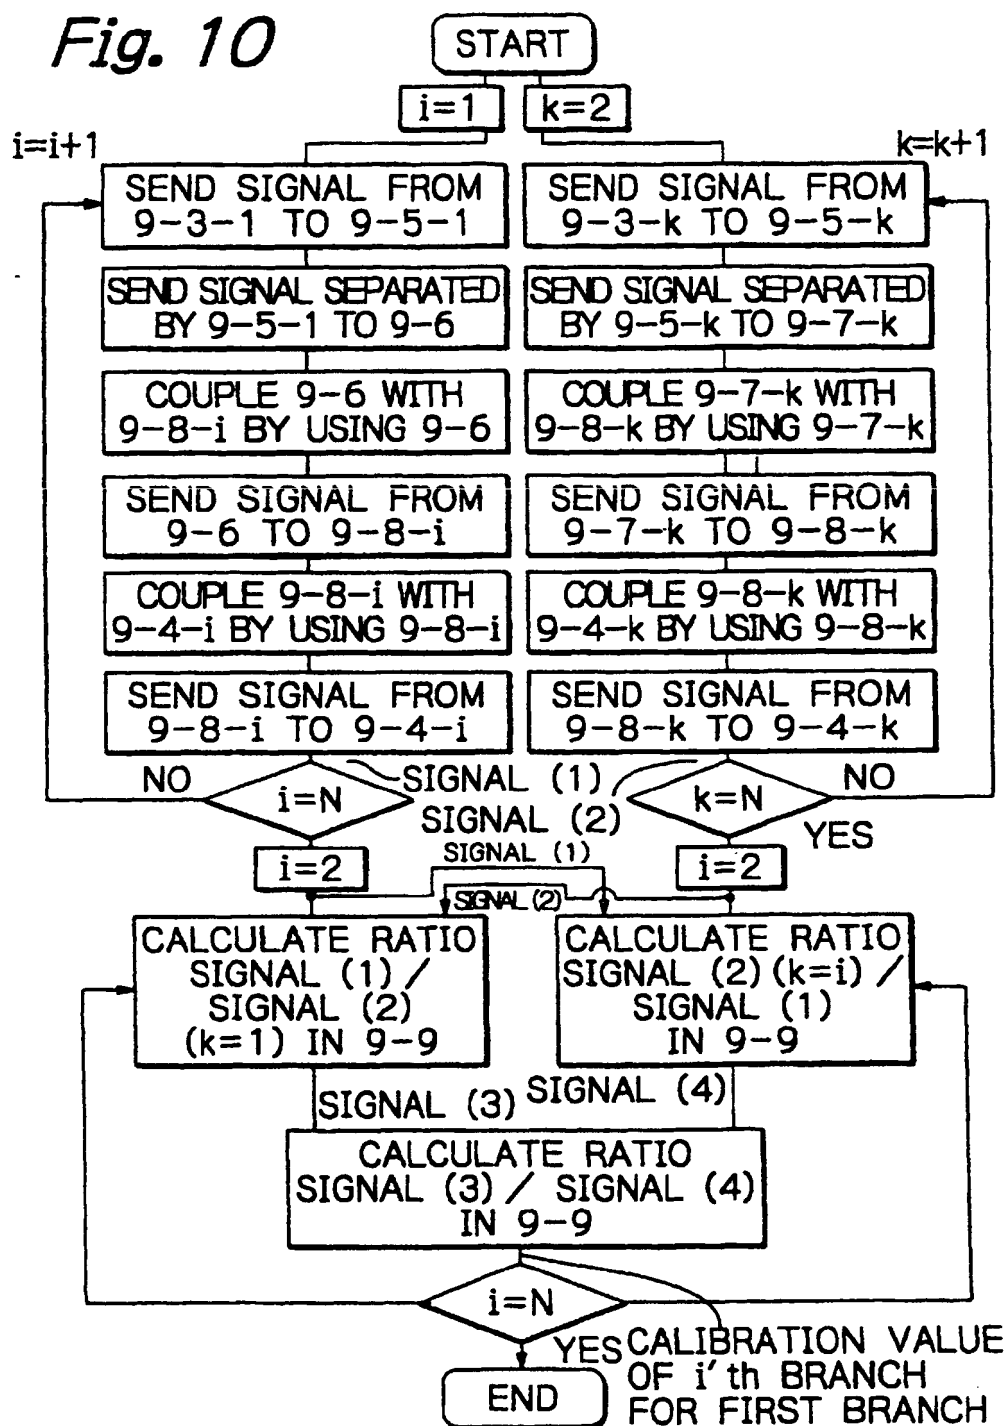 Fig. 10
START
i=1
k=2
i=i+1
k=k+1
SEND SIGNAL FROM
9-3-1 TO 9-5-1
SEND SIGNAL SEPARATED
BY 9-5-1 TO 9-6
COUPLE 9-6 WITH
9-8-i BY USING 9-6
SEND SIGNAL FROM
9-6 TO 9-8-i
COUPLE 9-8-i WITH
9-4-i BY USING 9-8-i
SEND SIGNAL FROM
9-8-i TO 9-4-i
SEND SIGNAL FROM
9-3-k TO 9-5-k
SEND SIGNAL SEPARATED
BY 9-5-k TO 9-7-k
COUPLE 9-7-k WITH
9-8-k BY USING 9-7-k
SEND SIGNAL FROM
9-7-k TO 9-8-k
COUPLE 9-8-k WITH
9-4-k BY USING 9-8-k
SEND SIGNAL FROM
9-8-k TO 9-4-k
NO
i=N
SIGNAL (1)
SIGNAL (2)
k=N
NO
YES
i=2
SIGNAL (1)
i=2
SIGNAL (2)
CALCULATE RATIO
SIGNAL (1) /
SIGNAL (2)
(k=1) IN 9-9
CALCULATE RATIO
SIGNAL (2) (k=i) /
SIGNAL (1)
IN 9-9
SIGNAL (3)
SIGNAL (4)
CALCULATE RATIO
SIGNAL (3) / SIGNAL (4)
IN 9-9
i=N
YES
CALIBRATION VALUE
OF i'th BRANCH
FOR FIRST BRANCH
END